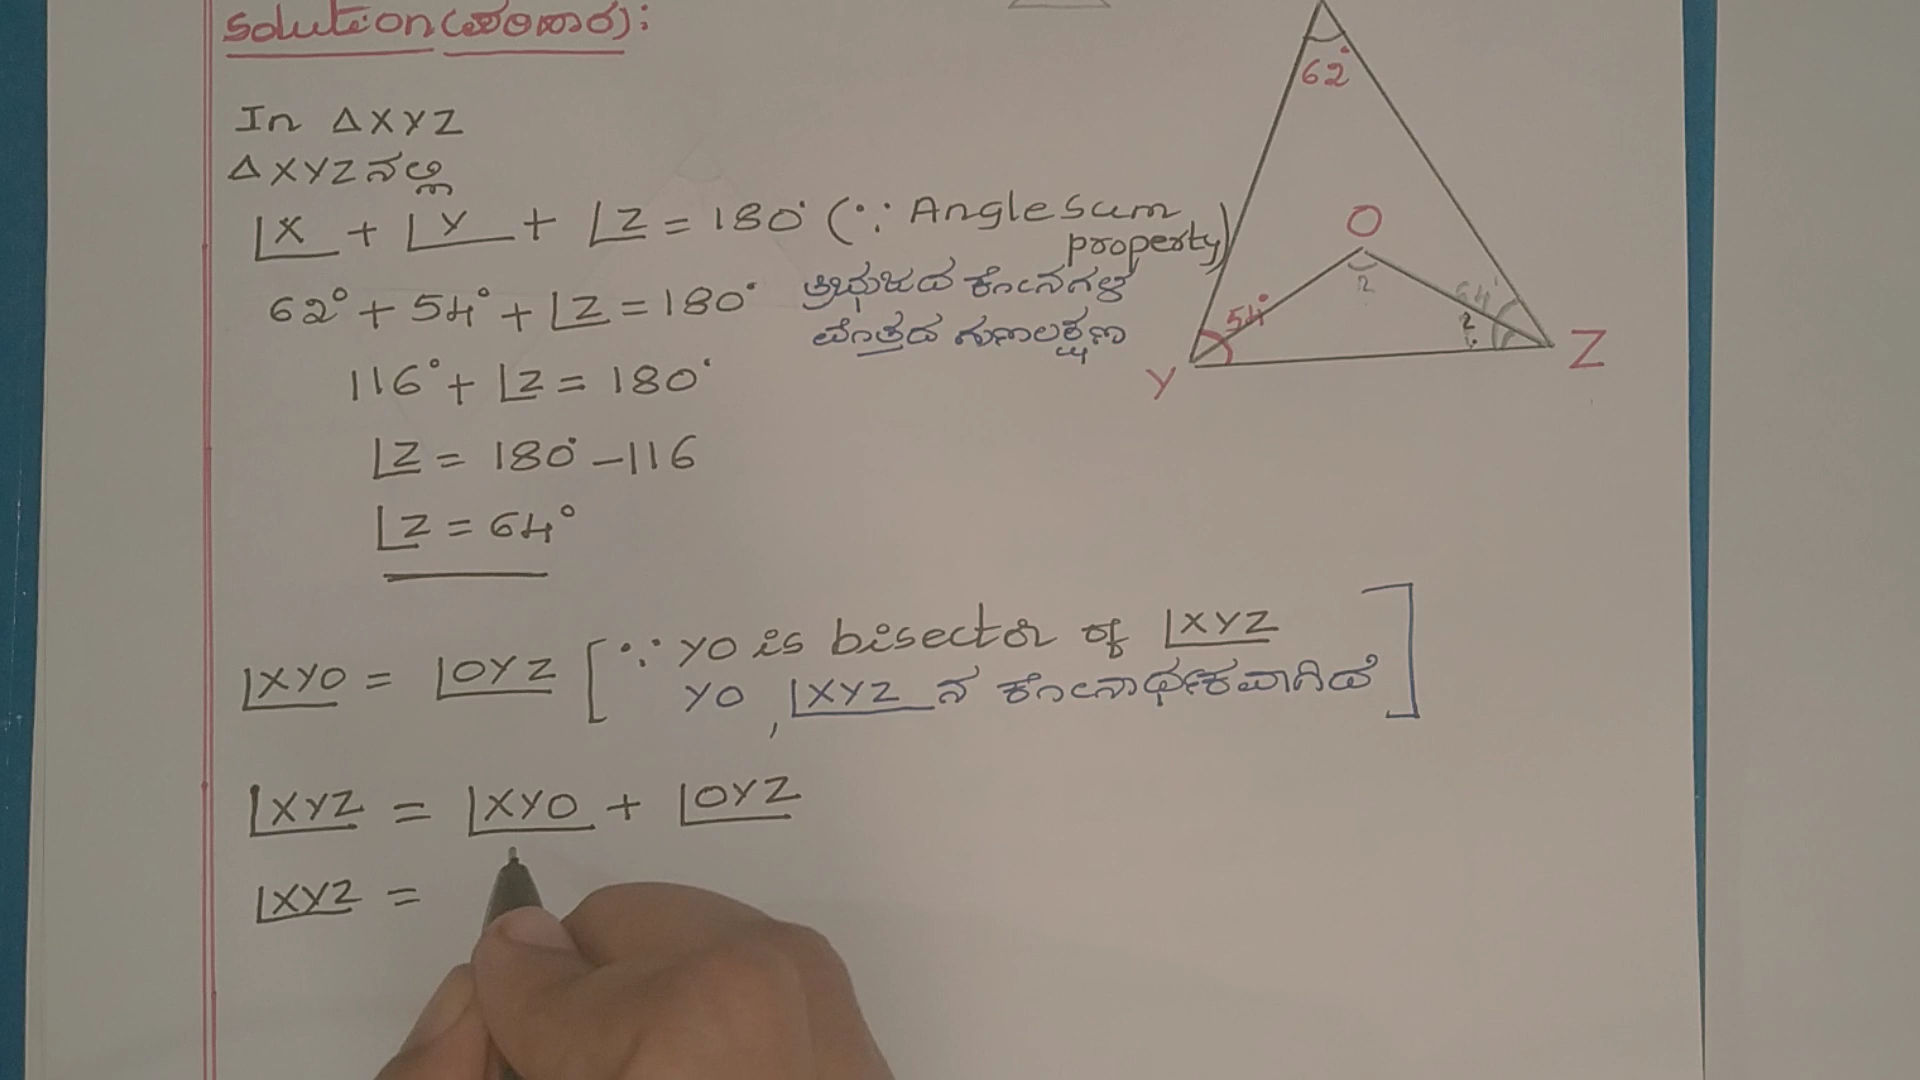 Solution (ಪರಿಹಾರ):
In ΔXYZ
ΔXYZ ನಲ್ಲಿ
∠X + ∠Y + ∠Z = 180° (∵ Angle sum property)
ತ್ರಿಭುಜದ ಕೋನಗಳ
ಮೊತ್ತದ ಗುಣಲಕ್ಷಣ
62° + 54° + ∠Z = 180°
116° + ∠Z = 180°
∠Z = 180° - 116
∠Z = 64°
∠XYO = ∠OYZ [∵ YO is bisector of ∠XYZ
YO, ∠XYZ ನ ಕೋನಾರ್ಧಕವಾಗಿದೆ]
∠XYZ = ∠XYO + ∠OYZ
∠XYZ =
62°
O
?
54°
64°
?
Y
Z